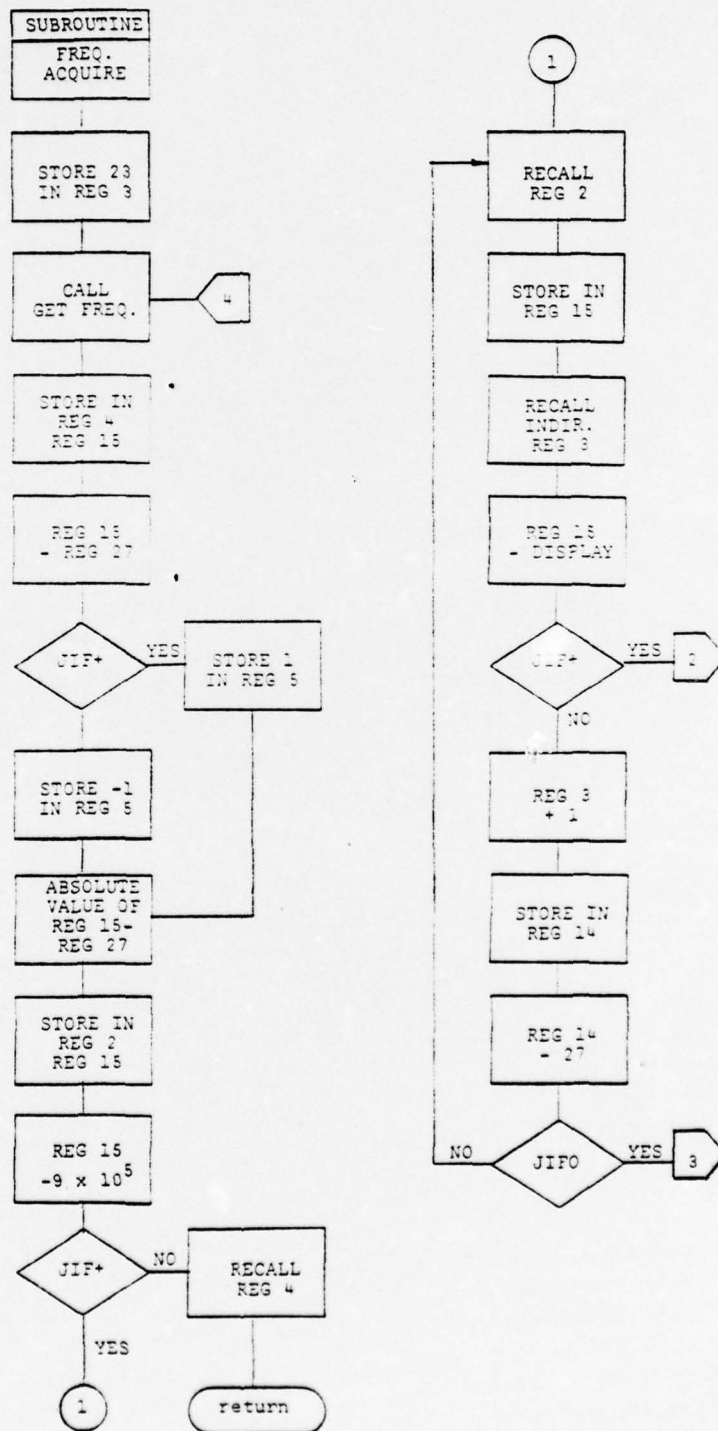 SUBROUTINE
FREQ.
ACQUIRE
STORE 23
IN REG 3
CALL
GET FREQ.
4
STORE IN
REG 4
REG 15
REG 15
- REG 27
JIF+
YES
STORE 1
IN REG 5
STORE -1
IN REG 5
ABSOLUTE
VALUE OF
REG 15-
REG 27
STORE IN
REG 2
REG 15
REG 15
-9 x 10⁵
JIF+
NO
RECALL
REG 4
YES
1
return
1
RECALL
REG 2
STORE IN
REG 15
RECALL
INDIR.
REG 3
REG 15
- DISPLAY
JIF+
YES
2
NO
REG 3
+ 1
STORE IN
REG 14
REG 14
- 27
NO
JIF0
YES
3